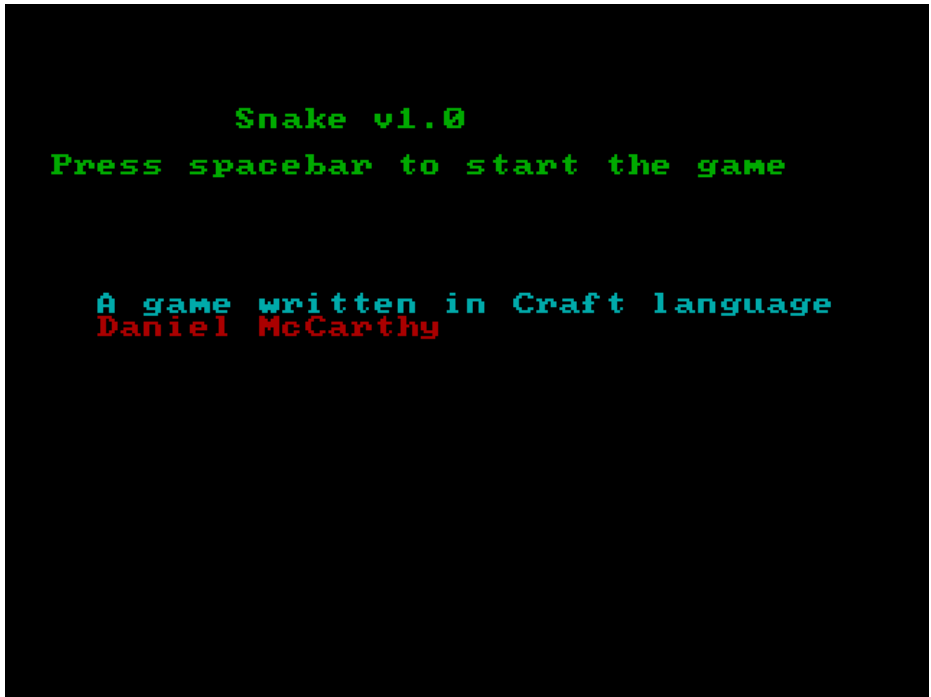 Snake v1.0
Press spacebar to start the game
A game written in Craft language
Daniel McCarthy